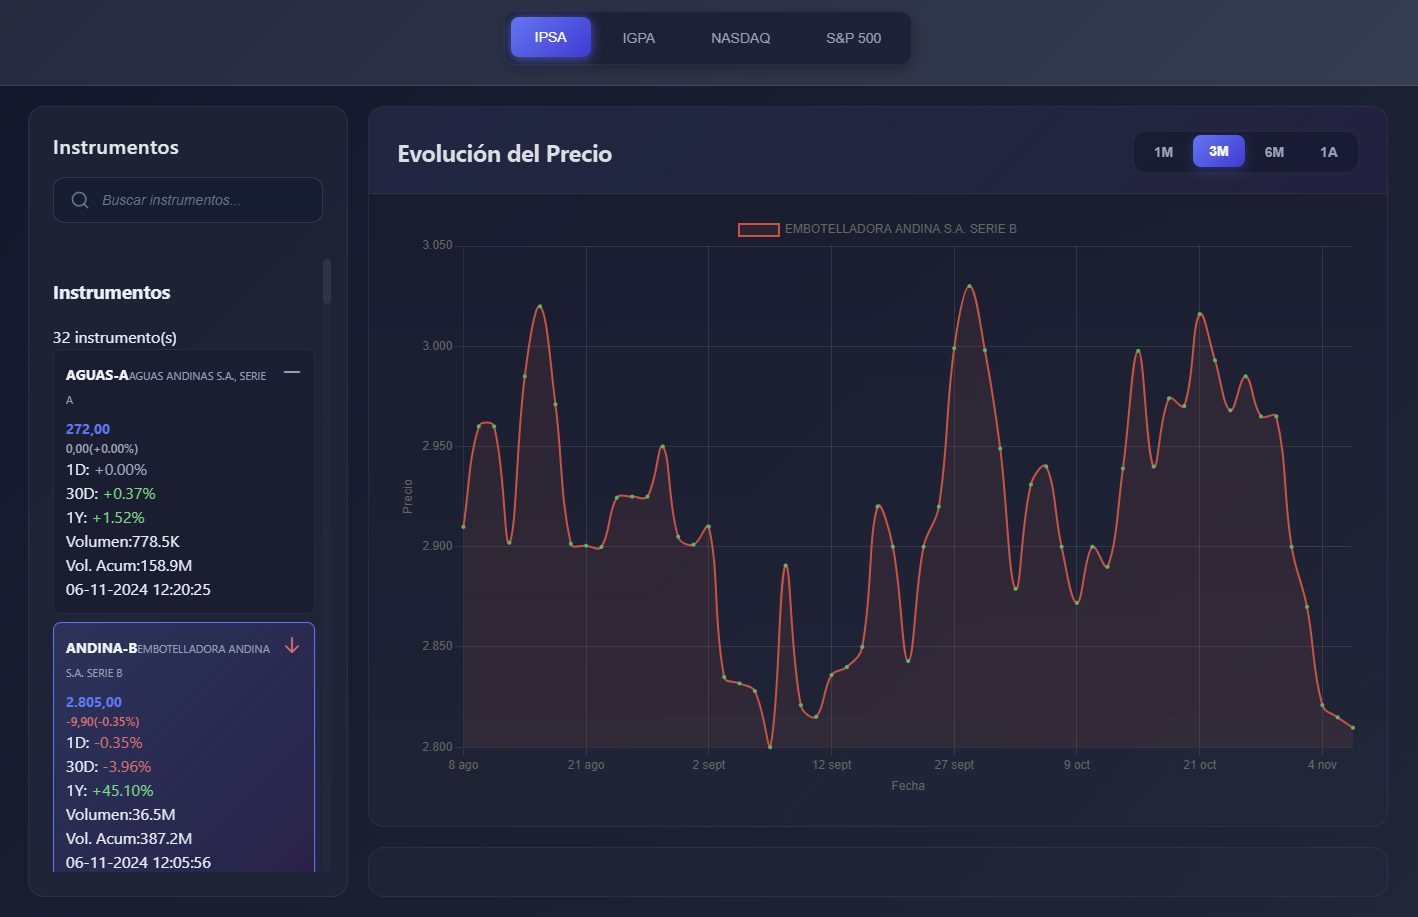 IPSA IGPA NASDAQ S&P 500
Instrumentos
Buscar instrumentos...
Instrumentos
32 instrumento(s)
AGUAS-AAGUAS ANDINAS S.A., SERIE
A
272,00
0,00(+0.00%)
1D: +0.00%
30D: +0.37%
1Y: +1.52%
Volumen:778.5K
Vol. Acum:158.9M
06-11-2024 12:20:25
ANDINA-BEMBOTELLADORA ANDINA
S.A. SERIE B
2.805,00
-9,90(-0.35%)
1D: -0.35%
30D: -3.96%
1Y: +45.10%
Volumen:36.5M
Vol. Acum:387.2M
06-11-2024 12:05:56
Evolución del Precio
1M 3M 6M 1A
EMBOTELLADORA ANDINA S.A. SERIE B
3.050
3.000
2.950
2.900
2.850
2.800
Precio
8 ago 21 ago 2 sept 12 sept 27 sept 9 oct 21 oct 4 nov
Fecha